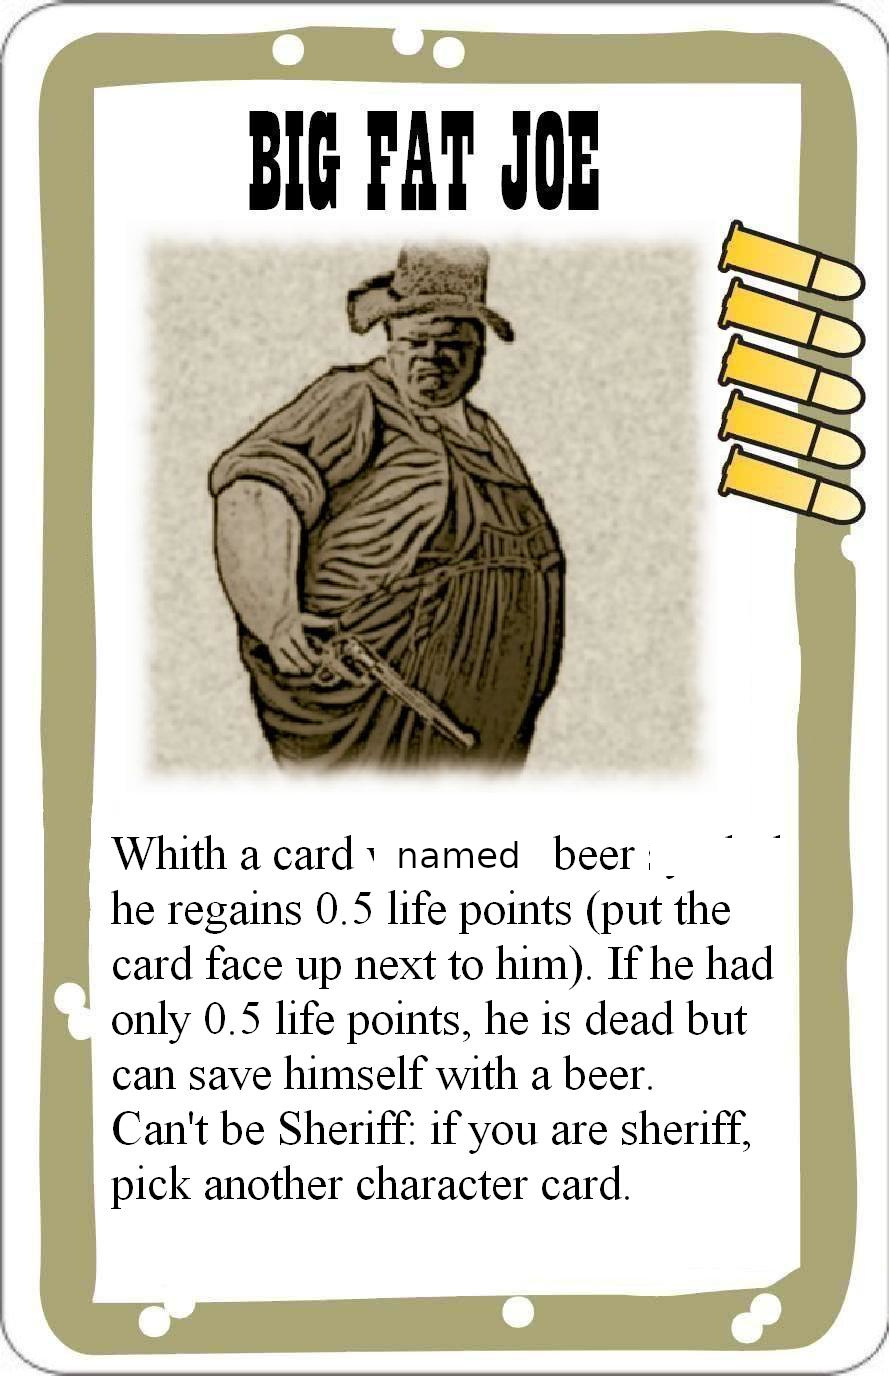 BIG FAT JOE
Whith a card named beer
he regains 0.5 life points (put the
card face up next to him). If he had
only 0.5 life points, he is dead but
can save himself with a beer.
Can't be Sheriff: if you are sheriff,
pick another character card.